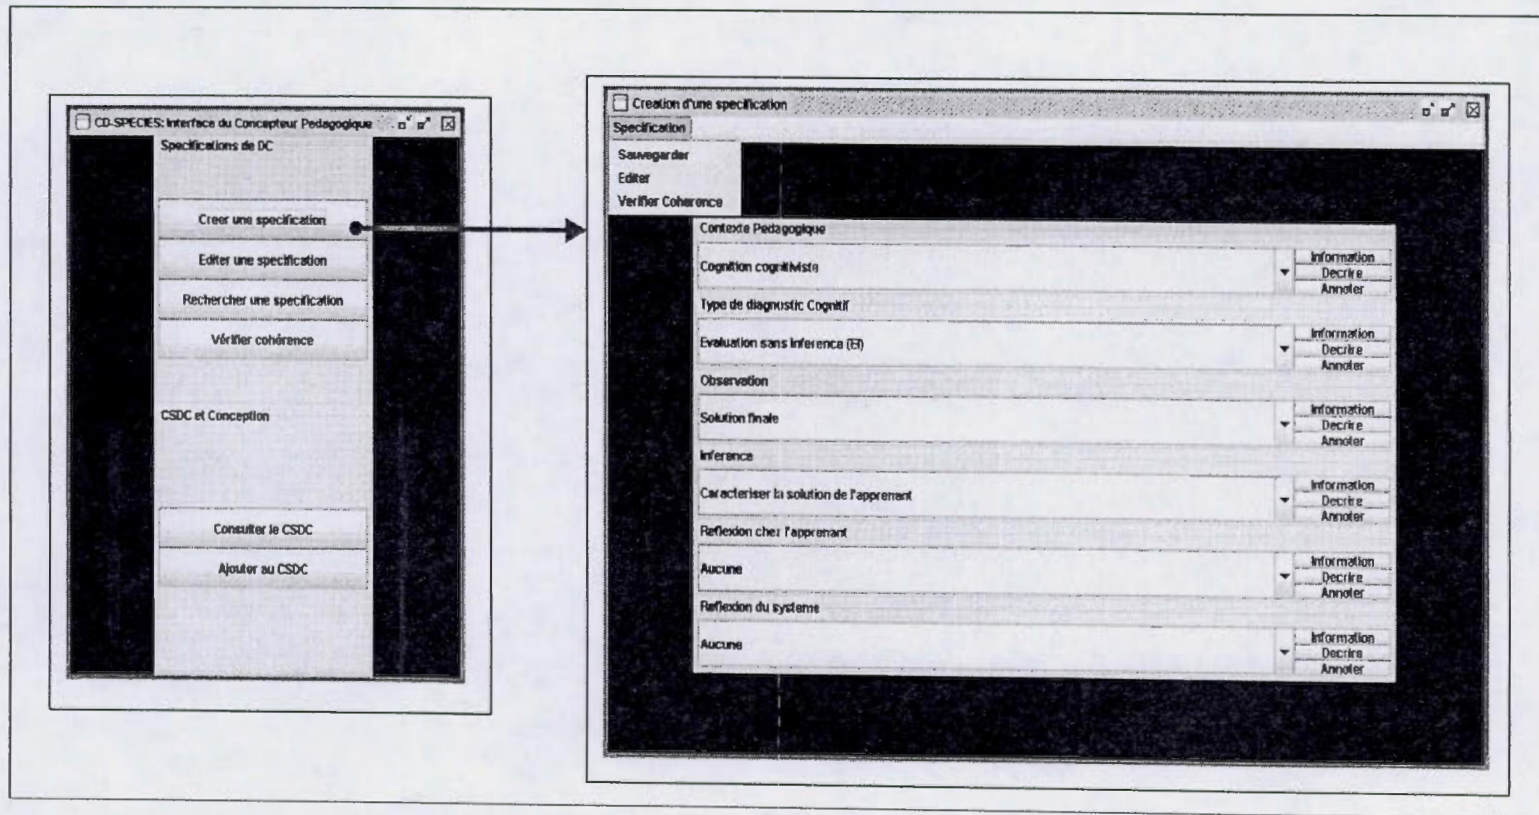 CD-SPECIES: Interface du Concepteur Pedagogique
Specifications de DC
Creer une specification
Editer une specification
Rechercher une specification
Vérifier cohérence
CSDC et Conception
Consulter le CSDC
Ajouter au CSDC
Creation d'une specification
Specification
Sauvegarder
Editer
Verifier Coherence
Contexte Pedagogique
Cognition cognitiviste
Information
Decrire
Annoter
Type de diagnostic Cognitif
Evaluation sans inference (EI)
Information
Decrire
Annoter
Observation
Solution finale
Information
Decrire
Annoter
Inference
Caracteriser la solution de l'apprenant
Information
Decrire
Annoter
Reflexion chez l'apprenant
Aucune
Information
Decrire
Annoter
Reflexion du systeme
Aucune
Information
Decrire
Annoter